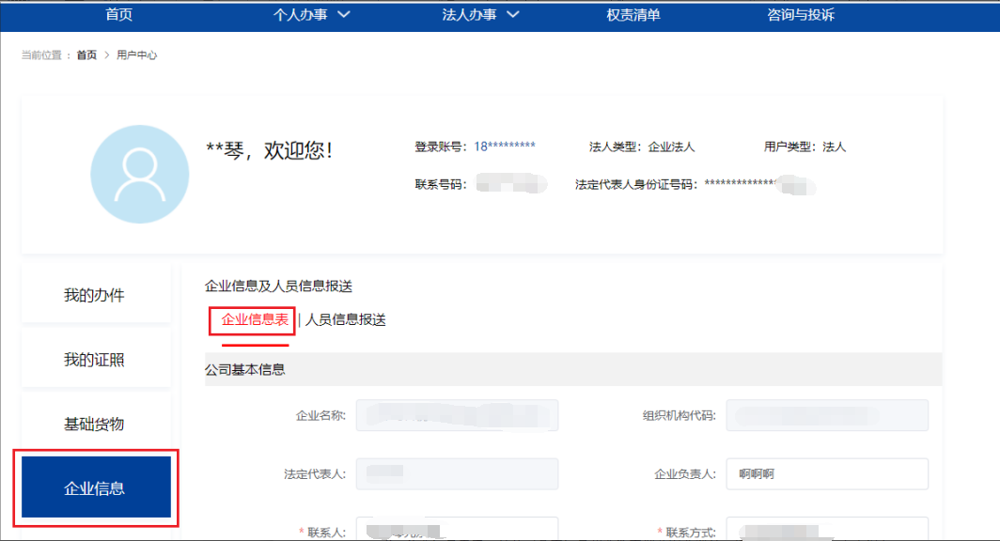 首页 个人办事 法人办事 权责清单 咨询与投诉
当前位置： 首页 > 用户中心
**琴，欢迎您！
登录账号：18********* 法人类型：企业法人 用户类型：法人
联系号码： 法定代表人身份证号码：**************
我的办件
我的证照
基础货物
企业信息
企业信息及人员信息报送
企业信息表 | 人员信息报送
公司基本信息
企业名称: 组织机构代码:
法定代表人: 企业负责人: 啊啊啊
* 联系人: * 联系方式: